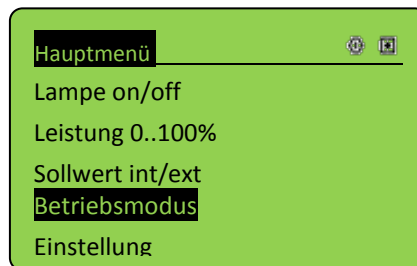 Hauptmenü
Lampe on/off
Leistung 0..100%
Sollwert int/ext
Betriebsmodus
Einstellung